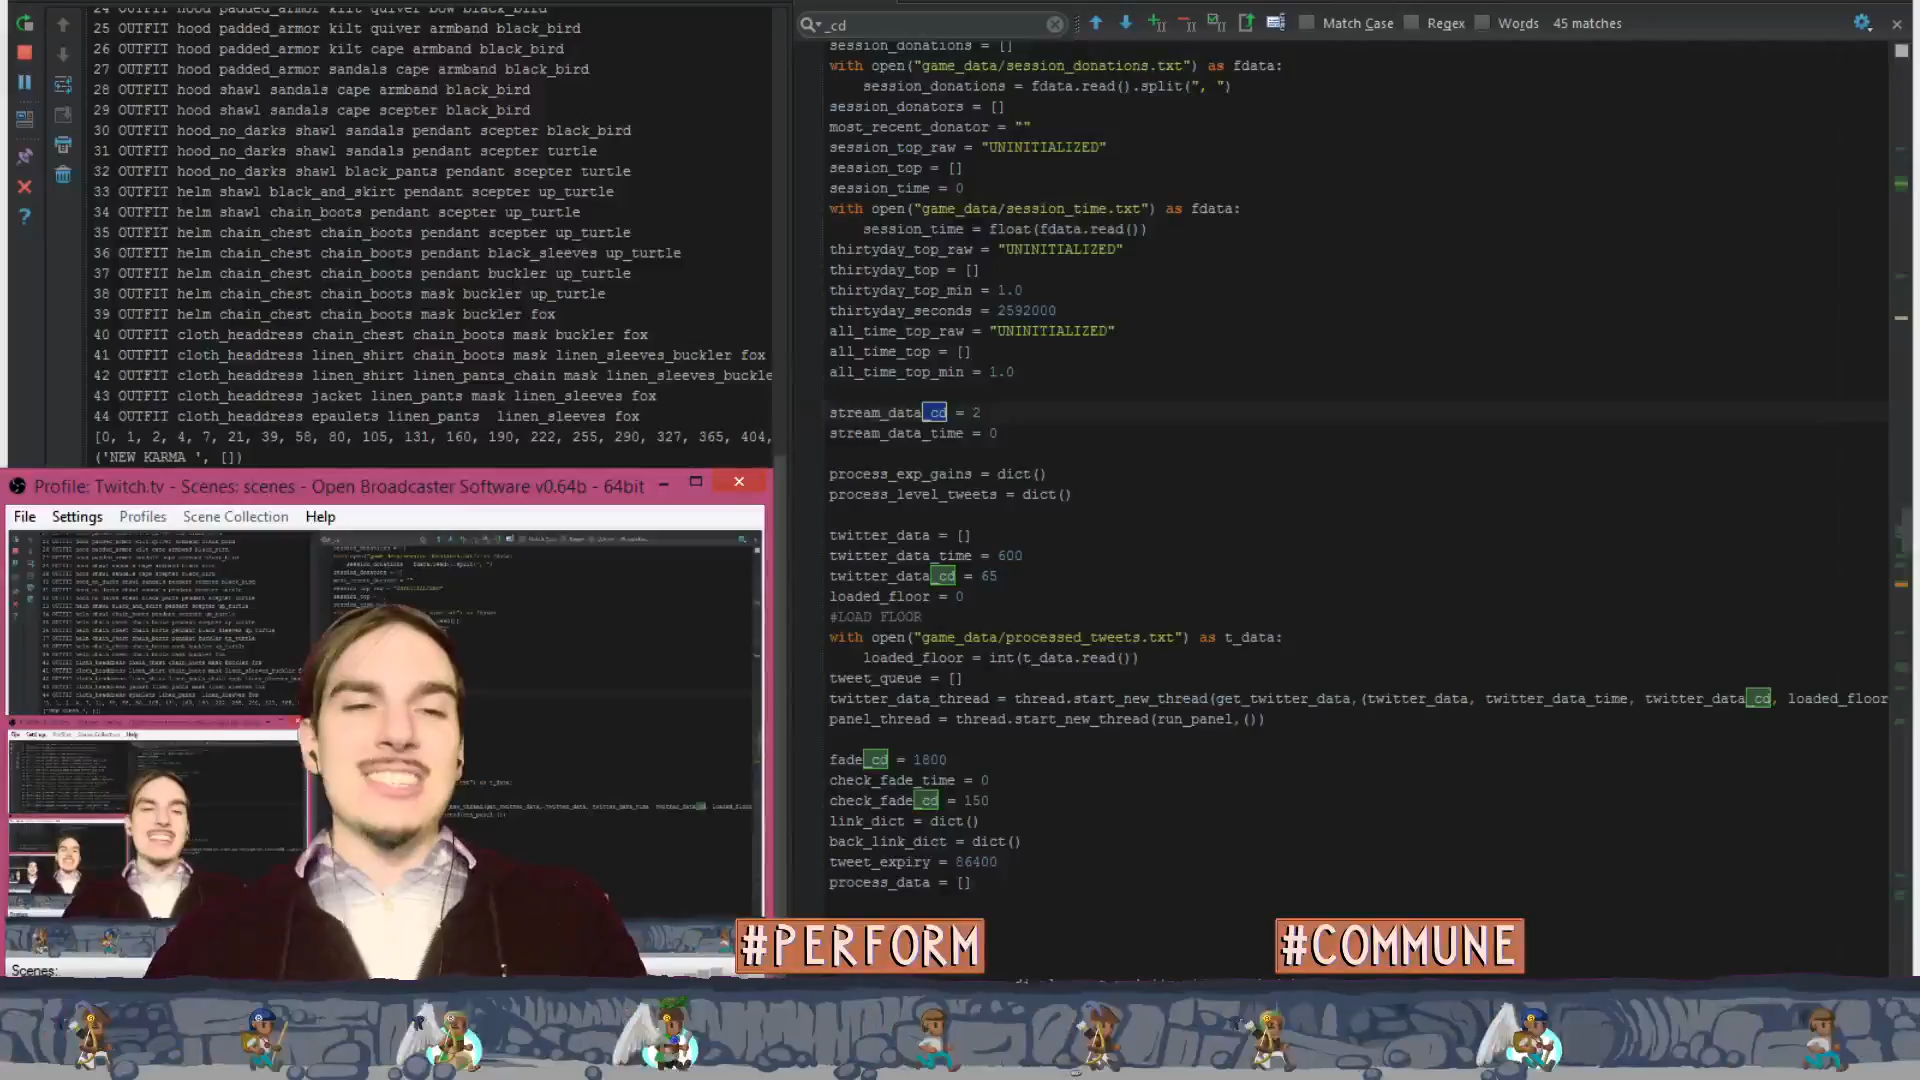 24 OUTFIT hood padded_armor kilt quiver bow black_bird
25 OUTFIT hood padded_armor kilt quiver armband black_bird
26 OUTFIT hood padded_armor kilt cape armband black_bird
27 OUTFIT hood padded_armor sandals cape armband black_bird
28 OUTFIT hood shawl sandals cape armband black_bird
29 OUTFIT hood shawl sandals cape scepter black_bird
30 OUTFIT hood_no_darks shawl sandals pendant scepter black_bird
31 OUTFIT hood_no_darks shawl sandals pendant scepter turtle
32 OUTFIT hood_no_darks shawl black_pants pendant scepter turtle
33 OUTFIT helm shawl black_and_skirt pendant scepter up_turtle
34 OUTFIT helm shawl chain_boots pendant scepter up_turtle
35 OUTFIT helm chain_chest chain_boots pendant scepter up_turtle
36 OUTFIT helm chain_chest chain_boots pendant black_sleeves up_turtle
37 OUTFIT helm chain_chest chain_boots pendant buckler up_turtle
38 OUTFIT helm chain_chest chain_boots mask buckler up_turtle
39 OUTFIT helm chain_chest chain_boots mask buckler fox
40 OUTFIT cloth_headdress chain_chest chain_boots mask buckler fox
41 OUTFIT cloth_headdress linen_shirt chain_boots mask linen_sleeves_buckler fox
42 OUTFIT cloth_headdress linen_shirt linen_pants_chain mask linen_sleeves_buckle
43 OUTFIT cloth_headdress jacket linen_pants mask linen_sleeves fox
44 OUTFIT cloth_headdress epaulets linen_pants  linen_sleeves fox
[0, 1, 2, 4, 7, 21, 39, 58, 80, 105, 131, 160, 190, 222, 255, 290, 327, 365, 404,
('NEW KARMA ', [])
Profile: Twitch.tv - Scenes: scenes - Open Broadcaster Software v0.64b - 64bit
File Settings Profiles Scene Collection Help
Scenes:
_cd
Match Case Regex Words 45 matches
session_donations = []
with open("game_data/session_donations.txt") as fdata:
session_donations = fdata.read().split(", ")
session_donators = []
most_recent_donator = ""
session_top_raw = "UNINITIALIZED"
session_top = []
session_time = 0
with open("game_data/session_time.txt") as fdata:
session_time = float(fdata.read())
thirtyday_top_raw = "UNINITIALIZED"
thirtyday_top = []
thirtyday_top_min = 1.0
thirtyday_seconds = 2592000
all_time_top_raw = "UNINITIALIZED"
all_time_top = []
all_time_top_min = 1.0
stream_data_cd = 2
stream_data_time = 0
process_exp_gains = dict()
process_level_tweets = dict()
twitter_data = []
twitter_data_time = 600
twitter_data_cd = 65
loaded_floor = 0
#LOAD FLOOR
with open("game_data/processed_tweets.txt") as t_data:
loaded_floor = int(t_data.read())
tweet_queue = []
twitter_data_thread = thread.start_new_thread(get_twitter_data,(twitter_data, twitter_data_time, twitter_data_cd, loaded_floor
panel_thread = thread.start_new_thread(run_panel,())
fade_cd = 1800
check_fade_time = 0
check_fade_cd = 150
link_dict = dict()
back_link_dict = dict()
tweet_expiry = 86400
process_data = []
#PERFORM
#COMMUNE